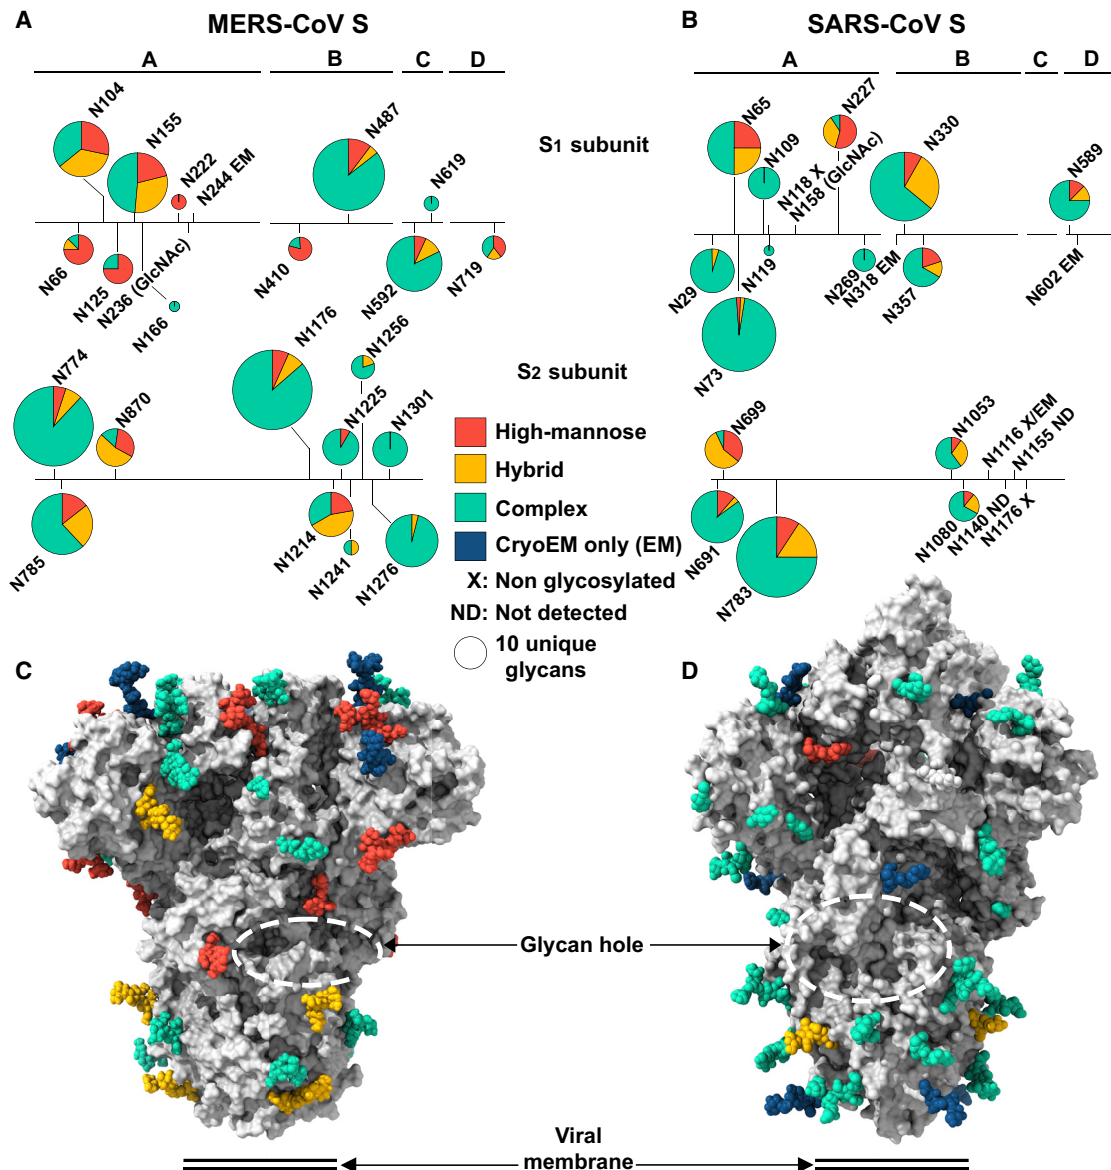 A
MERS-CoV S
B
SARS-CoV S
A
B
C
D
A
B
C
D
N104
N155
N222
N244 EM
N487
N619
S1 subunit
N65
N109
N118 X
N158 (GlcNAc)
N227
N330
N589
N66
N125
N236 (GlcNAc)
N166
N410
N592
N719
N29
N73
N119
N269
N318 EM
N357
N602 EM
S2 subunit
N774
N870
N1176
N1256
N1225
N1301
N699
N1053
N1116 X/EM
N1155 ND
N785
N1214
N1241
N1276
N691
N783
N1080
N1140 ND
N1176 X
High-mannose
Hybrid
Complex
CryoEM only (EM)
X: Non glycosylated
ND: Not detected
10 unique
glycans
C
D
Glycan hole
Viral
membrane